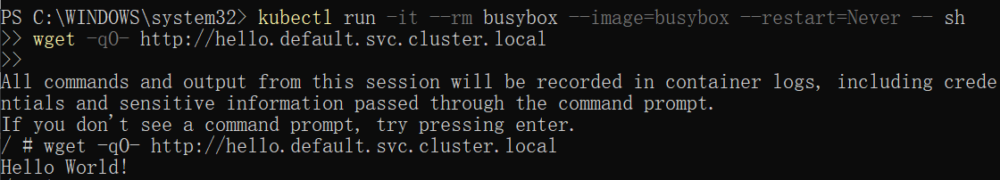 PS C:\WINDOWS\system32> kubectl run -it --rm busybox --image=busybox --restart=Never -- sh
>> wget -qO- http://hello.default.svc.cluster.local
>>
All commands and output from this session will be recorded in container logs, including crede
ntials and sensitive information passed through the command prompt.
If you don't see a command prompt, try pressing enter.
/ # wget -qO- http://hello.default.svc.cluster.local
Hello World!